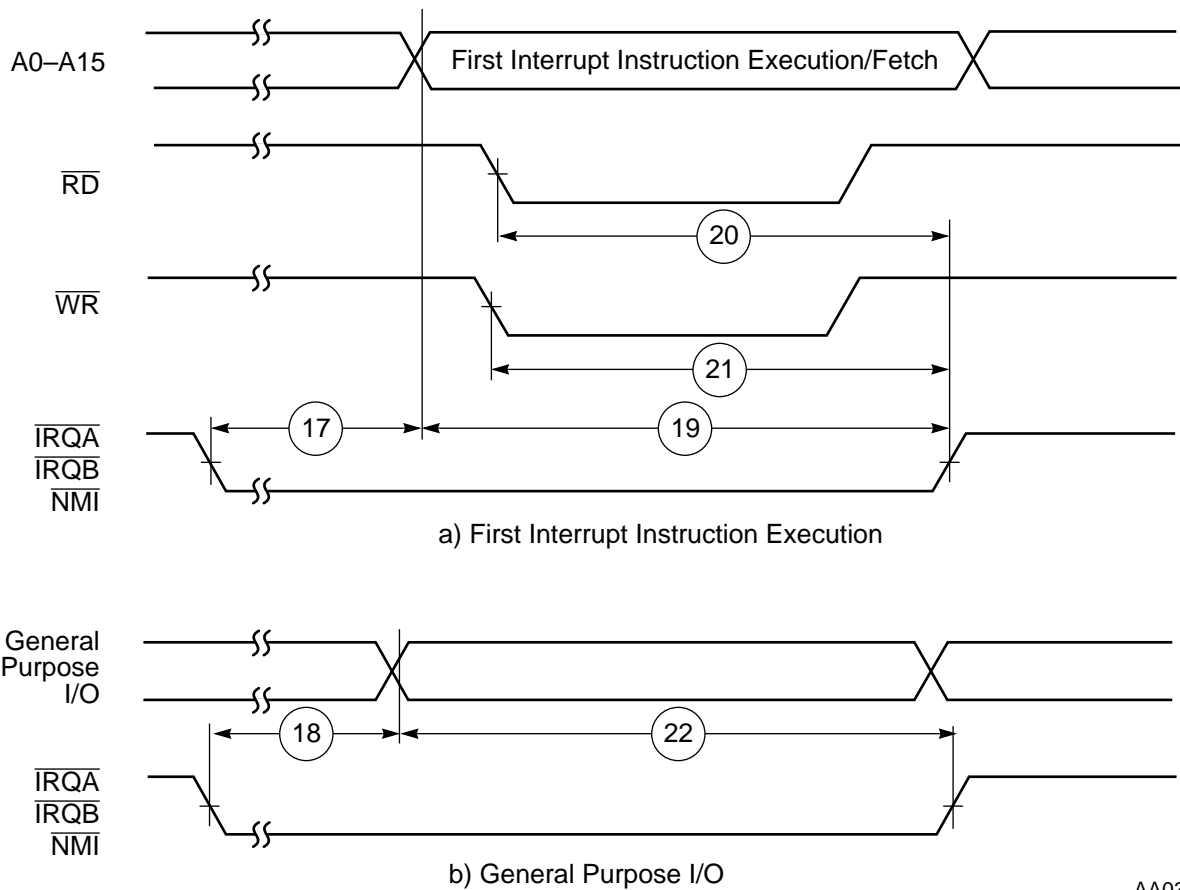 A0–A15
First Interrupt Instruction Execution/Fetch
RD
20
WR
21
IRQA
IRQB
NMI
17
19
a) First Interrupt Instruction Execution
General
Purpose
I/O
18
22
IRQA
IRQB
NMI
b) General Purpose I/O